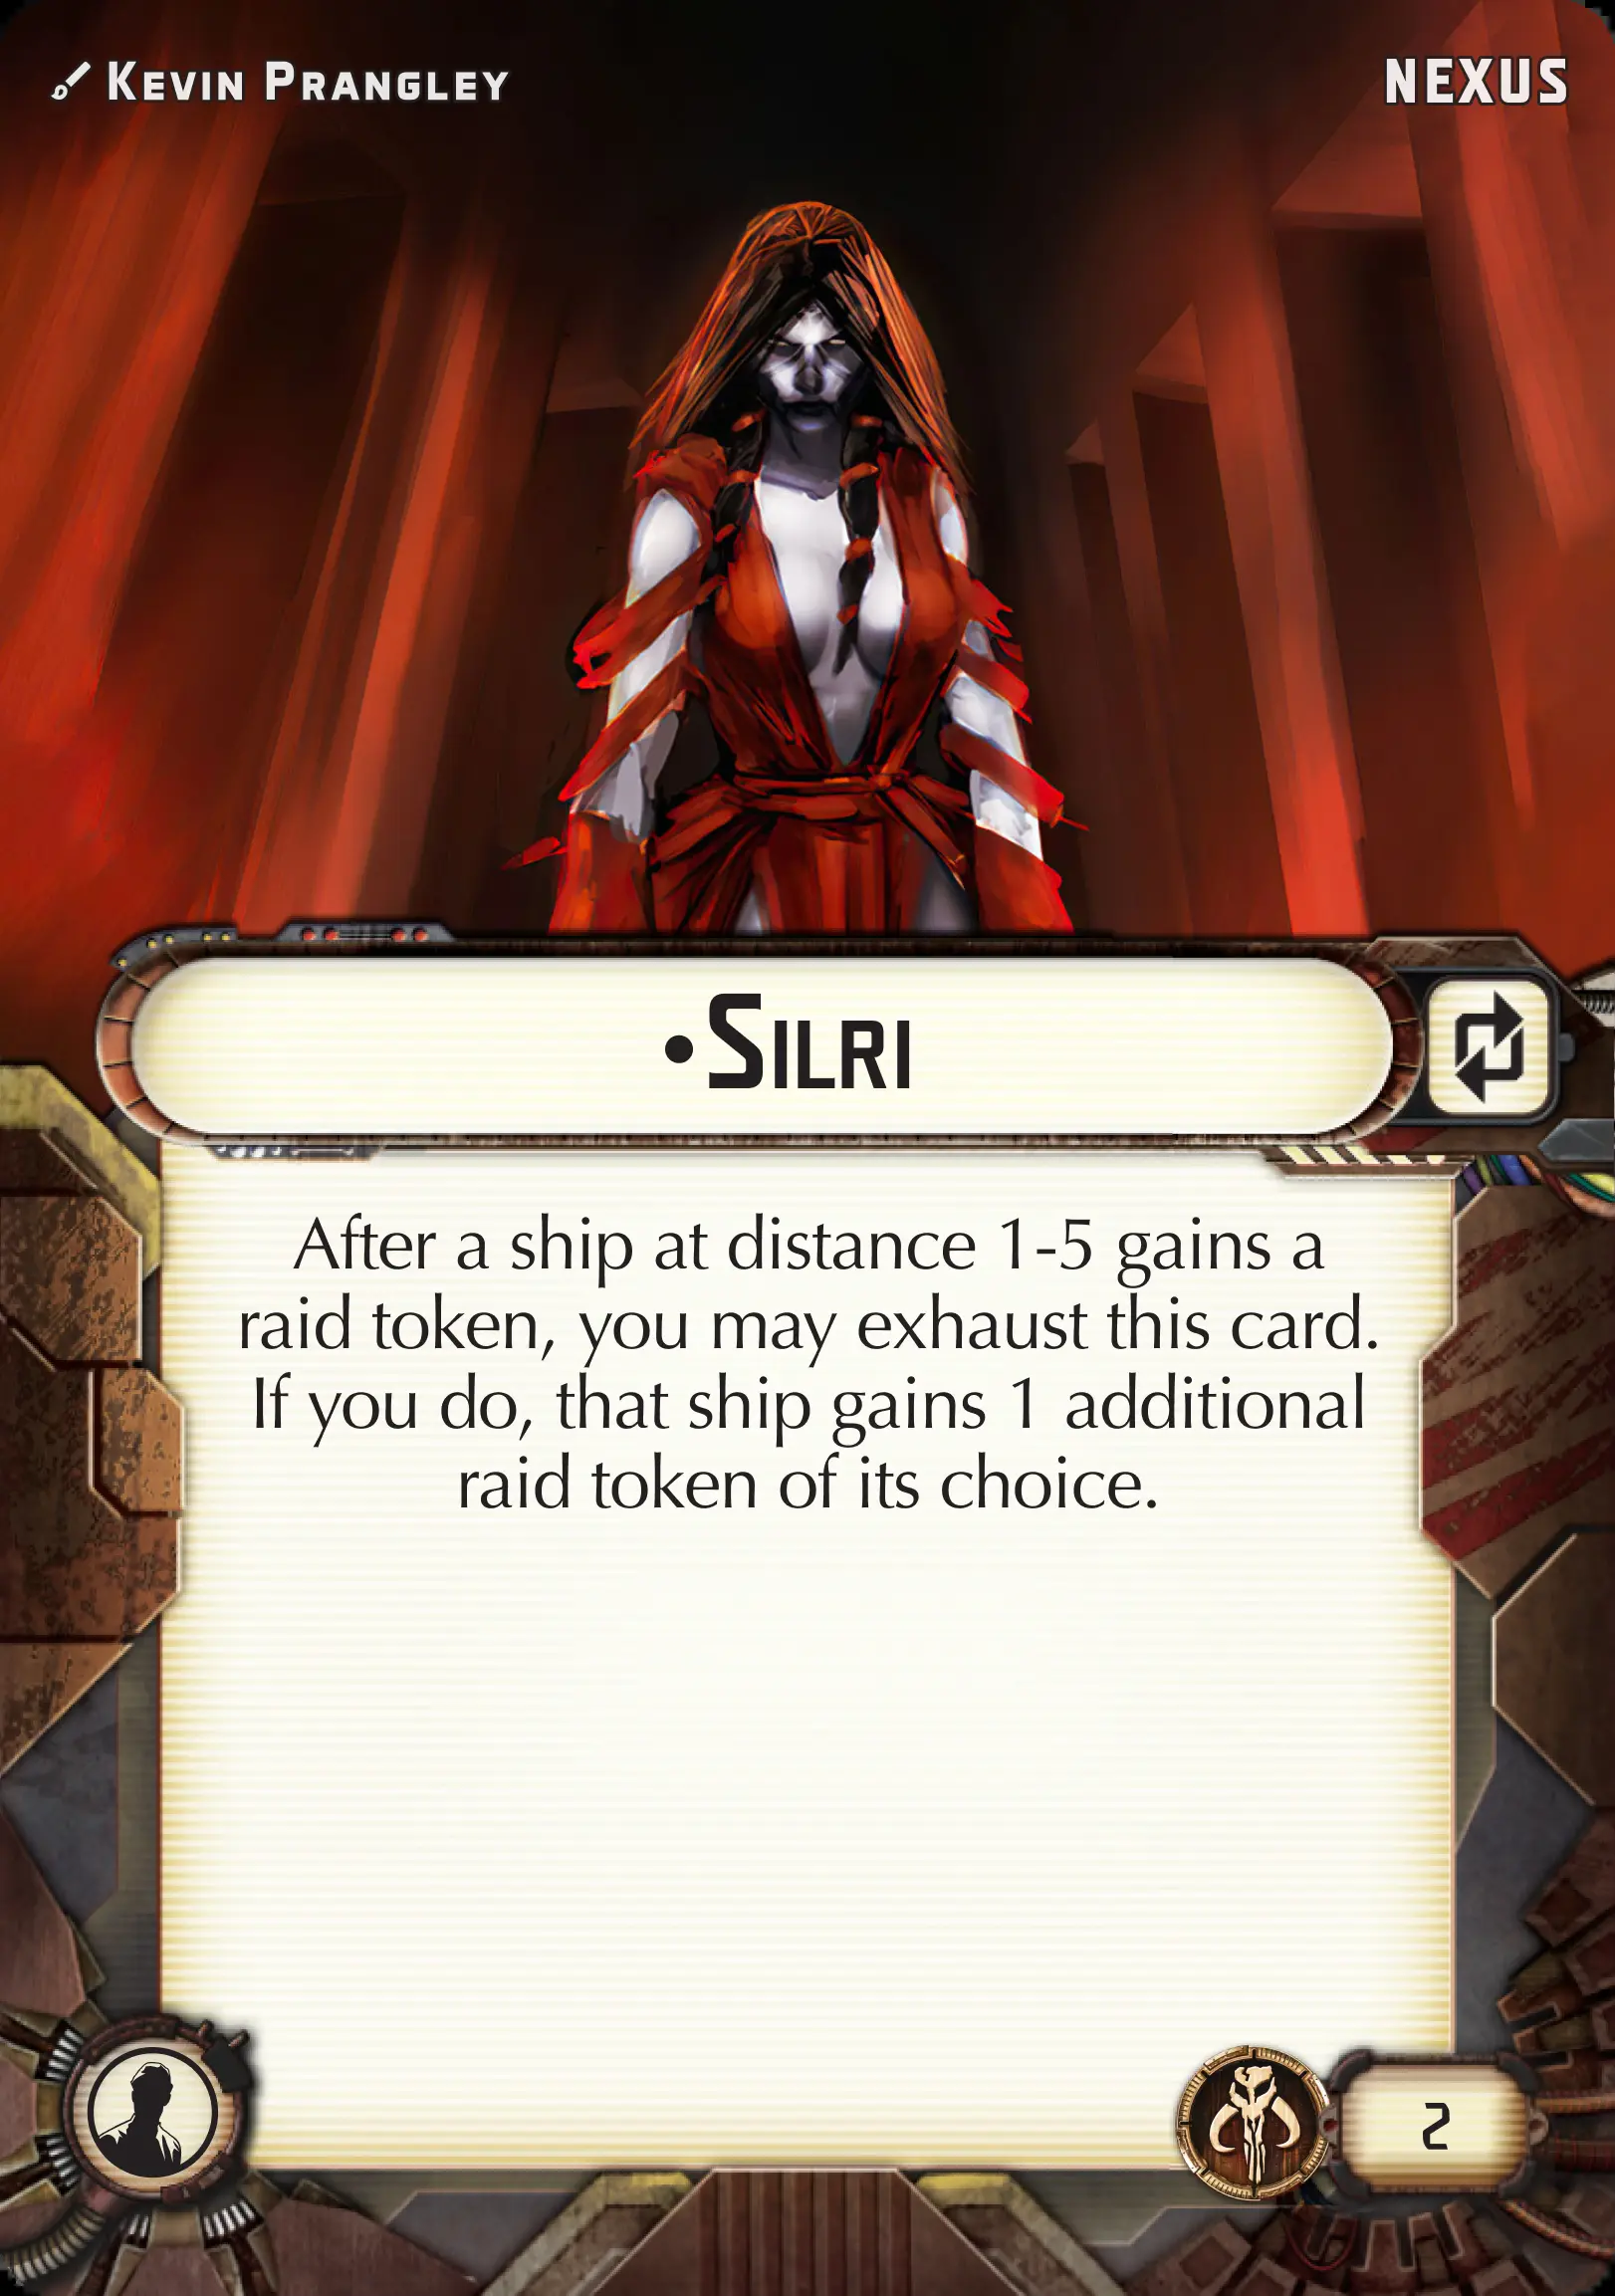 Kevin Prangley
NEXUS
•Silri
After a ship at distance 1-5 gains a
raid token, you may exhaust this card.
If you do, that ship gains 1 additional
raid token of its choice.
2